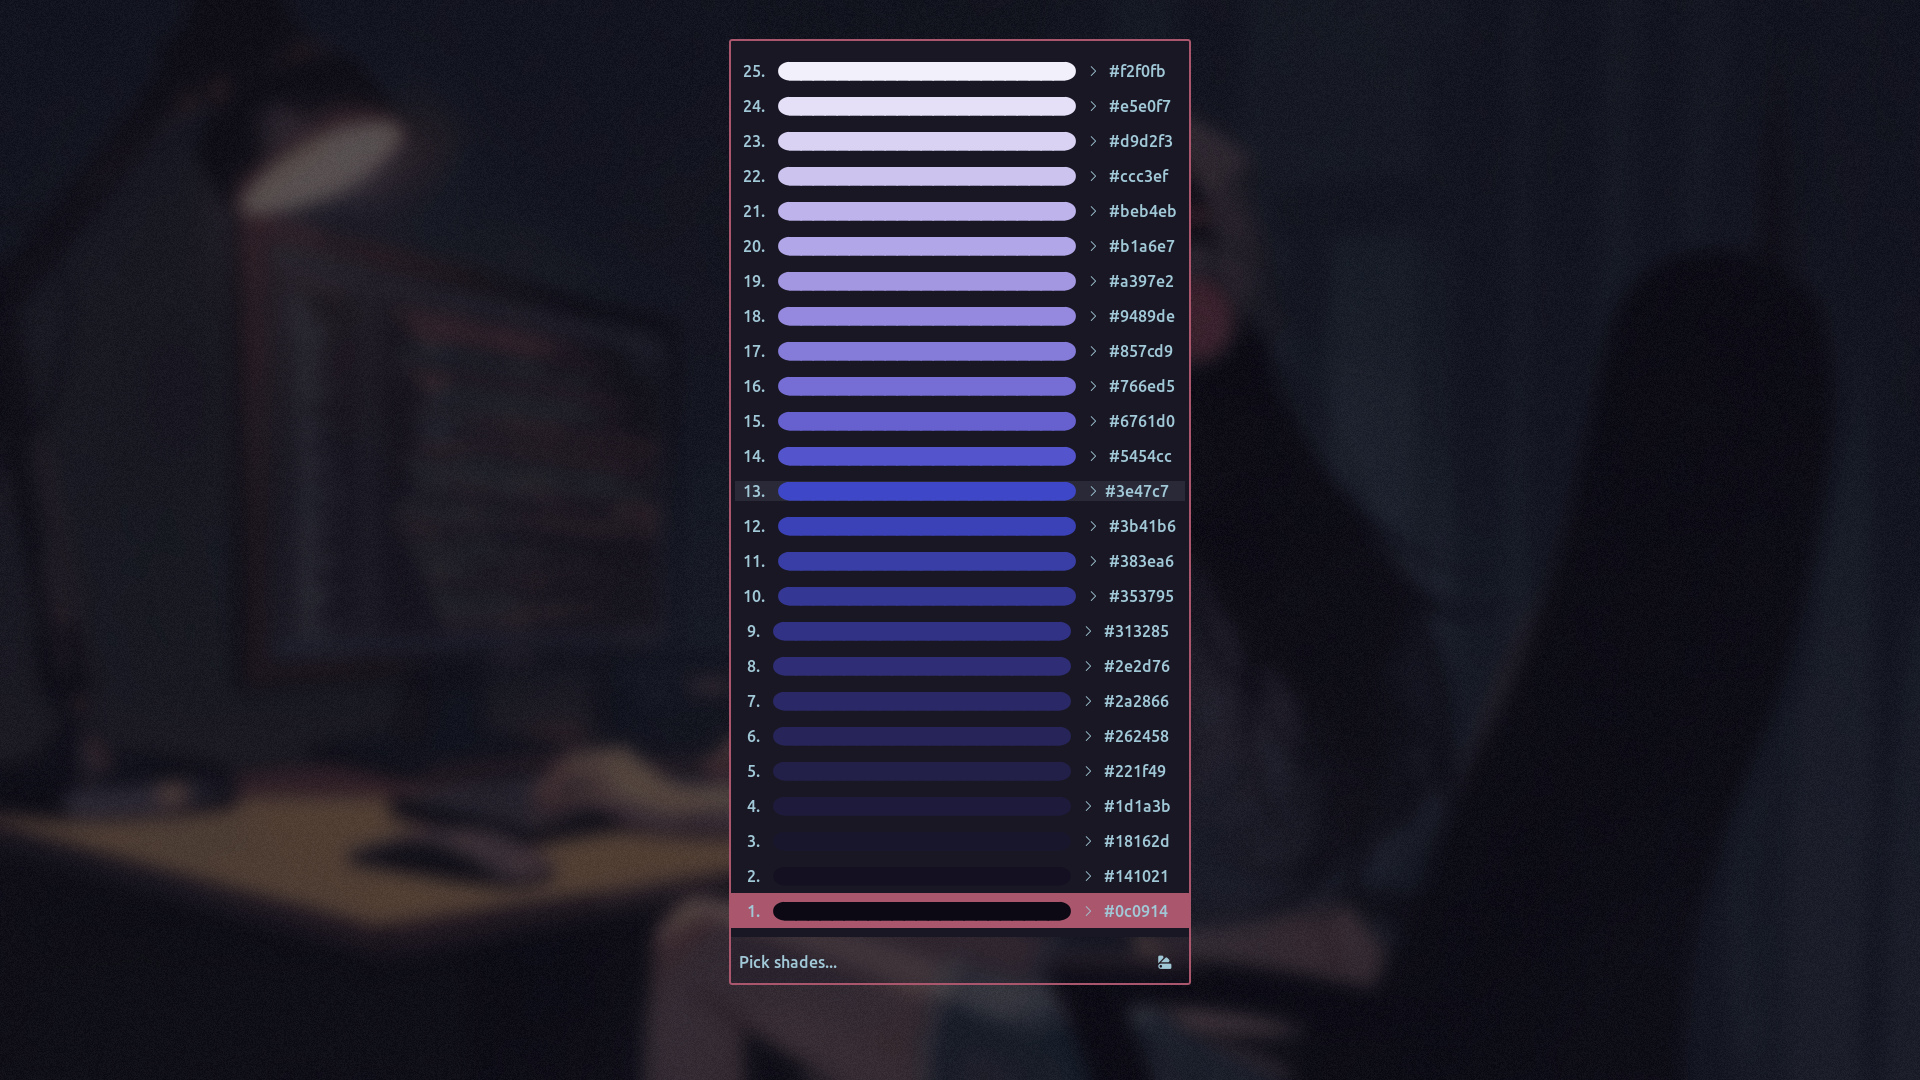 25. > #f2f0fb
24. > #e5e0f7
23. > #d9d2f3
22. > #ccc3ef
21. > #beb4eb
20. > #b1a6e7
19. > #a397e2
18. > #9489de
17. > #857cd9
16. > #766ed5
15. > #6761d0
14. > #5454cc
13. > #3e47c7
12. > #3b41b6
11. > #383ea6
10. > #353795
9. > #313285
8. > #2e2d76
7. > #2a2866
6. > #262458
5. > #221f49
4. > #1d1a3b
3. > #18162d
2. > #141021
1. > #0c0914
Pick shades...